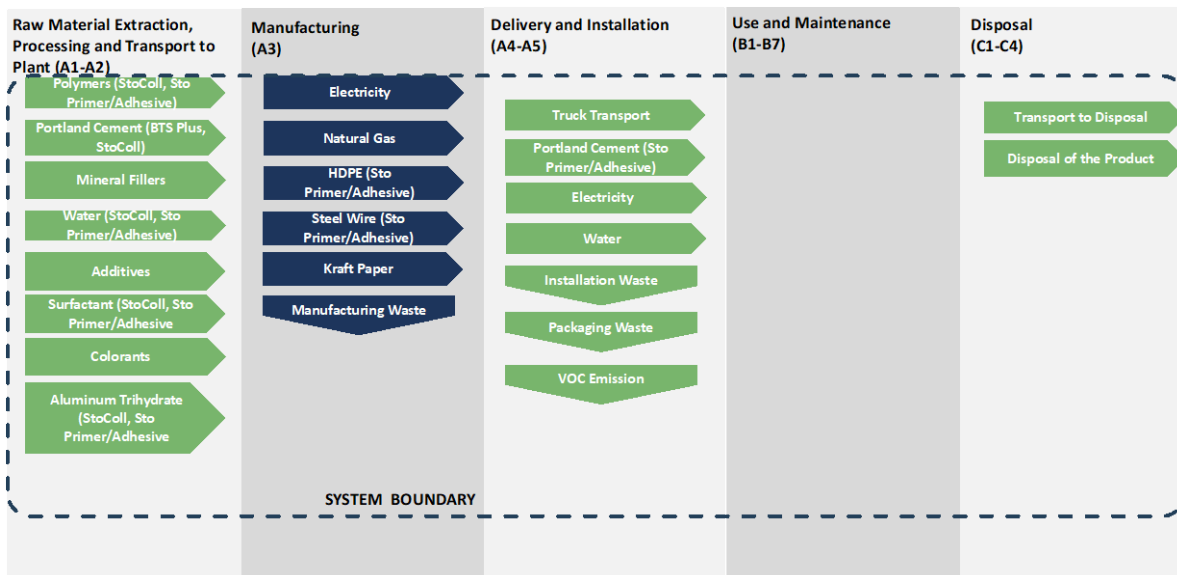 Raw Material Extraction,
Processing and Transport to
Plant (A1-A2)
Polymers (StoColl, Sto
Primer/Adhesive)
Portland Cement (BTS Plus,
StoColl)
Mineral Fillers
Water (StoColl, Sto
Primer/Adhesive)
Additives
Surfactant (StoColl, Sto
Primer/Adhesive
Colorants
Aluminum Trihydrate
(StoColl, Sto
Primer/Adhesive
Manufacturing
(A3)
Electricity
Natural Gas
HDPE (Sto
Primer/Adhesive)
Steel Wire (Sto
Primer/Adhesive)
Kraft Paper
Manufacturing Waste
Delivery and Installation
(A4-A5)
Truck Transport
Portland Cement (Sto
Primer/Adhesive)
Electricity
Water
Installation Waste
Packaging Waste
VOC Emission
Use and Maintenance
(B1-B7)
Disposal
(C1-C4)
Transport to Disposal
Disposal of the Product
SYSTEM BOUNDARY